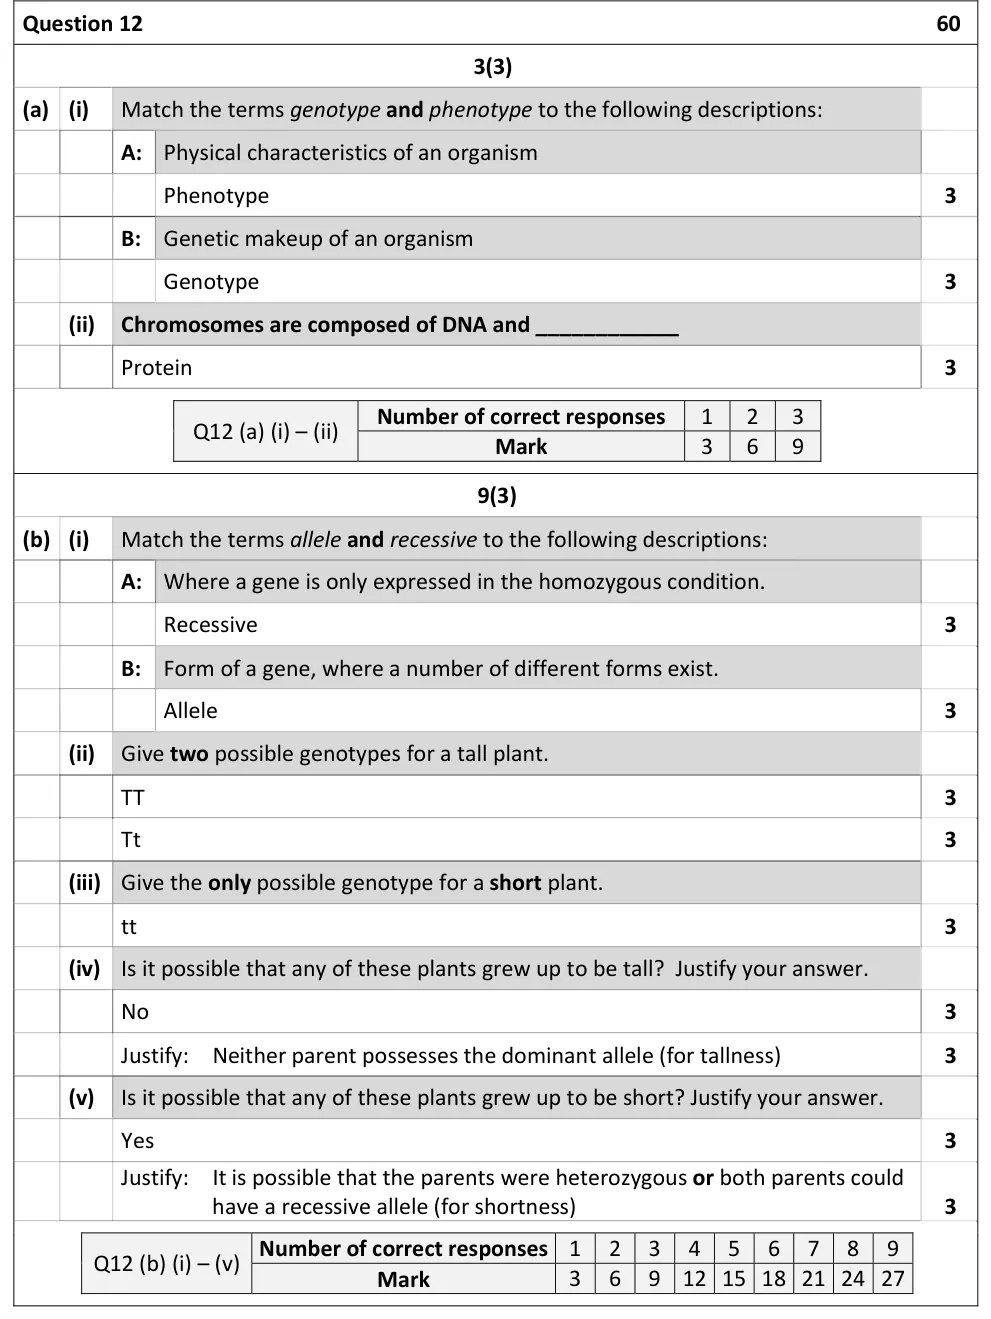 Question 12 60
3(3)
(a) (i) Match the terms genotype and phenotype to the following descriptions:
A: Physical characteristics of an organism
Phenotype 3
B: Genetic makeup of an organism
Genotype 3
(ii) Chromosomes are composed of DNA and _____________
Protein 3
Q12 (a) (i) – (ii)
Number of correct responses 1 2 3
Mark 3 6 9
9(3)
(b) (i) Match the terms allele and recessive to the following descriptions:
A: Where a gene is only expressed in the homozygous condition.
Recessive 3
B: Form of a gene, where a number of different forms exist.
Allele 3
(ii) Give two possible genotypes for a tall plant.
TT 3
Tt 3
(iii) Give the only possible genotype for a short plant.
tt 3
(iv) Is it possible that any of these plants grew up to be tall? Justify your answer.
No 3
Justify: Neither parent possesses the dominant allele (for tallness) 3
(v) Is it possible that any of these plants grew up to be short? Justify your answer.
Yes 3
Justify: It is possible that the parents were heterozygous or both parents could
have a recessive allele (for shortness) 3
Q12 (b) (i) – (v)
Number of correct responses 1 2 3 4 5 6 7 8 9
Mark 3 6 9 12 15 18 21 24 27